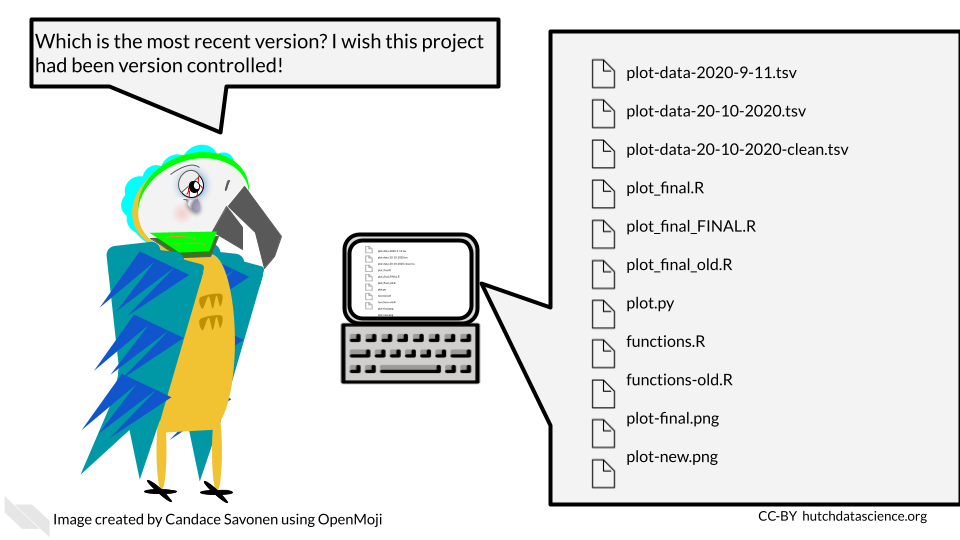 Which is the most recent version? I wish this project
had been version controlled!
plot-data-2020-9-11.tsv
plot-data-20-10-2020.tsv
plot-data-20-10-2020-clean.tsv
plot_final.R
plot_final_FINAL.R
plot_final_old.R
plot.py
functions.R
functions-old.R
plot-final.png
plot-new.png
Image created by Candace Savonen using OpenMoji
CC-BY hutchdatascience.org